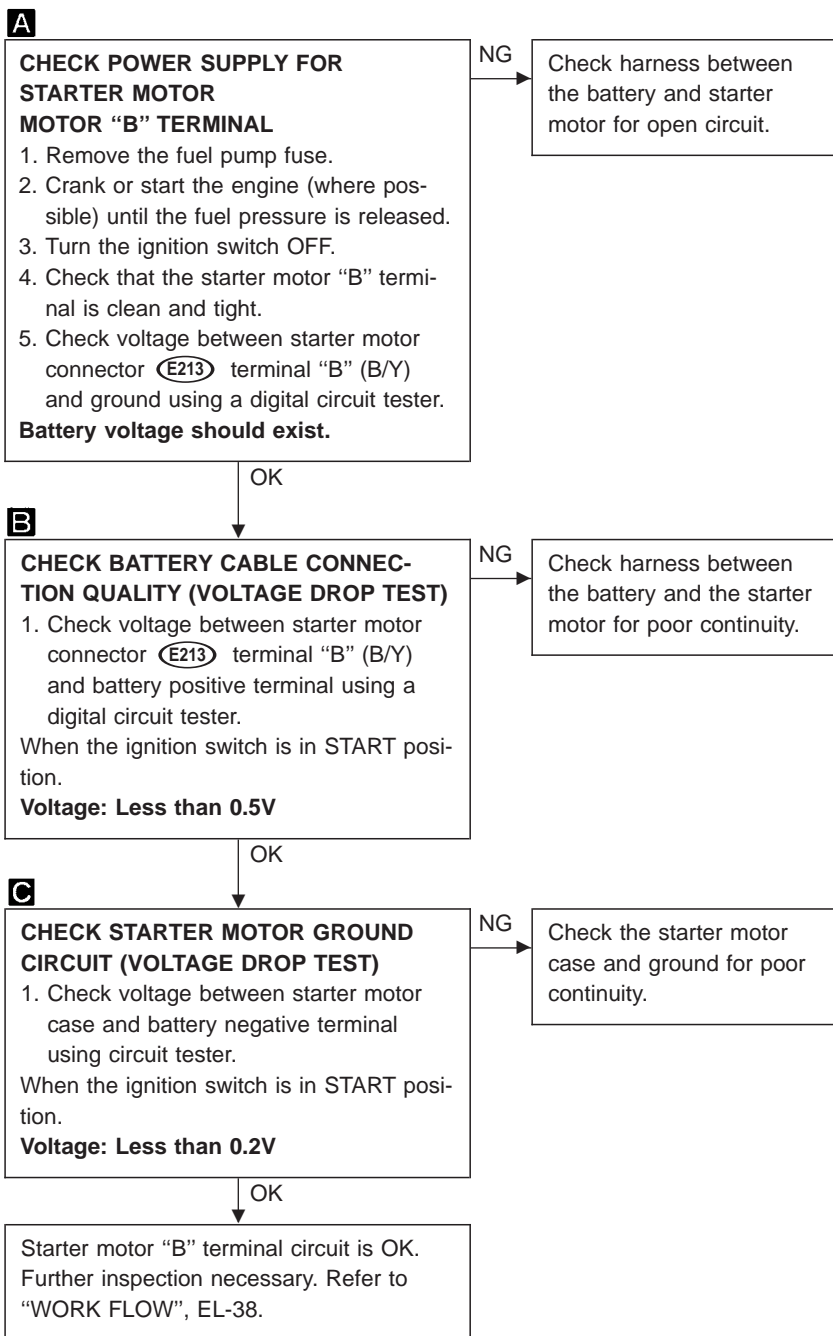 A
CHECK POWER SUPPLY FOR
STARTER MOTOR
MOTOR “B” TERMINAL
1. Remove the fuel pump fuse.
2. Crank or start the engine (where pos-
sible) until the fuel pressure is released.
3. Turn the ignition switch OFF.
4. Check that the starter motor “B” termi-
nal is clean and tight.
5. Check voltage between starter motor
connector E213 terminal “B” (B/Y)
and ground using a digital circuit tester.
Battery voltage should exist.
NG
Check harness between
the battery and starter
motor for open circuit.
OK
B
CHECK BATTERY CABLE CONNEC-
TION QUALITY (VOLTAGE DROP TEST)
1. Check voltage between starter motor
connector E213 terminal “B” (B/Y)
and battery positive terminal using a
digital circuit tester.
When the ignition switch is in START posi-
tion.
Voltage: Less than 0.5V
NG
Check harness between
the battery and the starter
motor for poor continuity.
OK
C
CHECK STARTER MOTOR GROUND
CIRCUIT (VOLTAGE DROP TEST)
1. Check voltage between starter motor
case and battery negative terminal
using circuit tester.
When the ignition switch is in START posi-
tion.
Voltage: Less than 0.2V
NG
Check the starter motor
case and ground for poor
continuity.
OK
Starter motor “B” terminal circuit is OK.
Further inspection necessary. Refer to
“WORK FLOW”, EL-38.